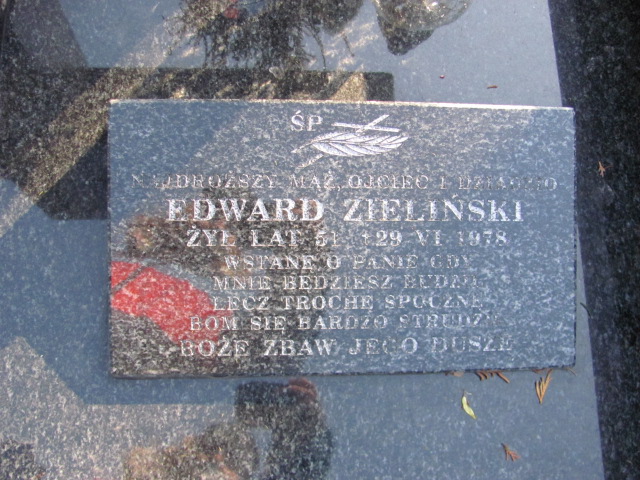 ŚP
NAJDROŻSZY MĄŻ, OJCIEC I DZIADZIO
EDWARD ZIELIŃSKI
ŻYŁ LAT 51 †29 VI 1978
WSTANĘ O PANIE GDY
MNIE BĘDZIESZ BUDZIŁ
LECZ TROCHĘ SPOCZNĘ
BOM SIĘ BARDZO STRUDZIŁ
BOŻE ZBAW JEGO DUSZĘ